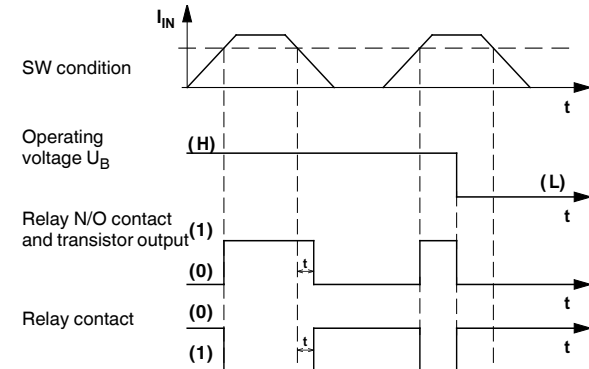 I_IN
SW condition
t
Operating
voltage U_B
(H)
(L)
t
Relay N/O contact
and transistor output
(1)
t
(0)
t
(0)
Relay contact
t
t
(1)